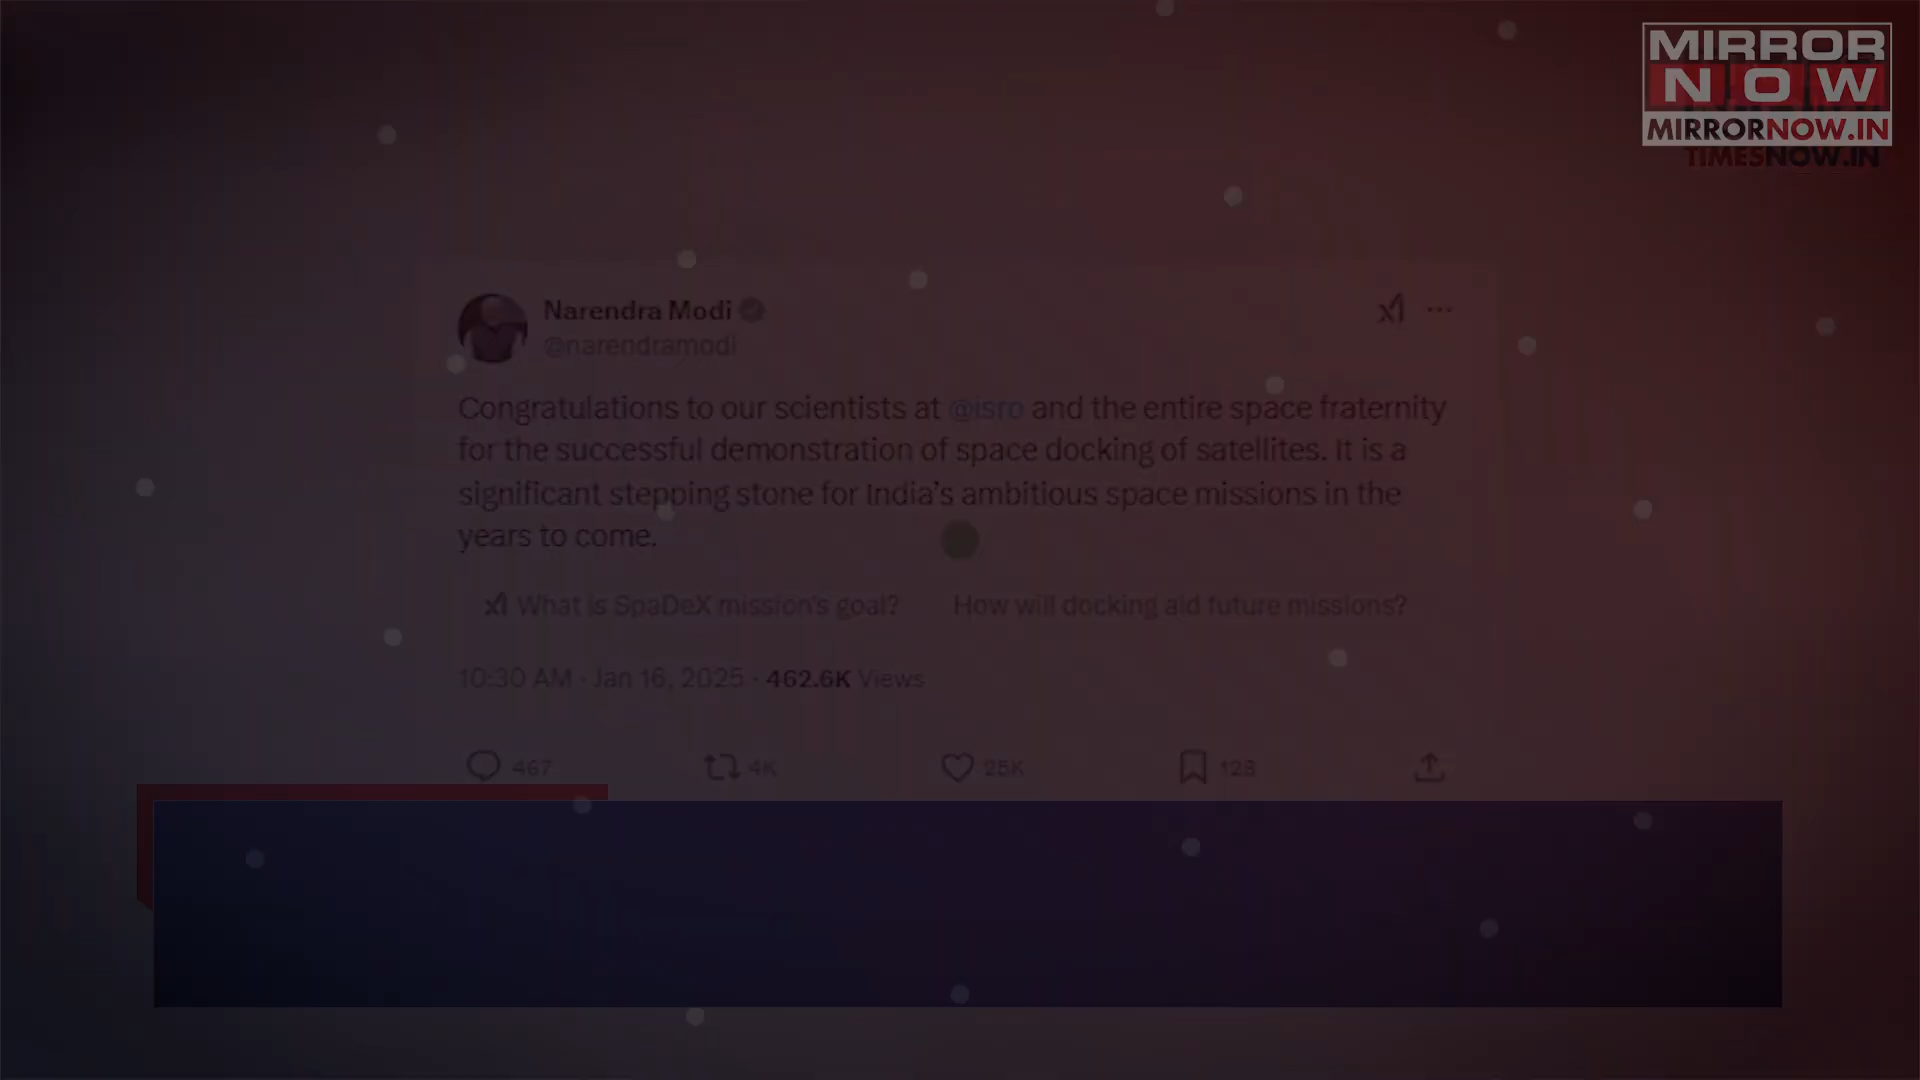 MIRROR
NOW
MIRRORNOW.IN
TIMESNOW.IN
Narendra Modi
@narendramodi
Congratulations to our scientists at @isro and the entire space fraternity
for the successful demonstration of space docking of satellites. It is a
significant stepping stone for India's ambitious space missions in the
years to come.
What is SpaDeX mission's goal? How will docking aid future missions?
10:30 AM · Jan 16, 2025 · 462.6K Views
467 4K 25K 128